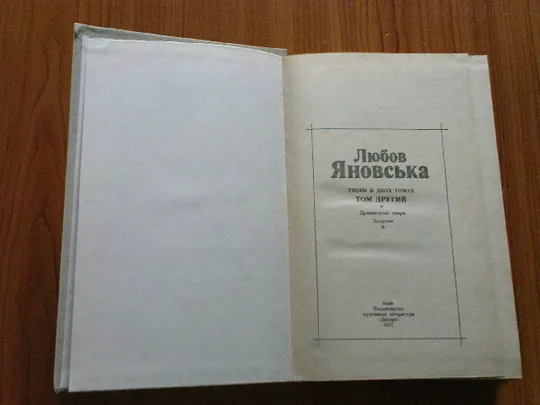 Любов
Яновська
ТВОРИ В ДВОХ ТОМАХ
ТОМ ДРУГИЙ
Драматичні твори
Київ
Видавництво
художньої літератури
«Дніпро»